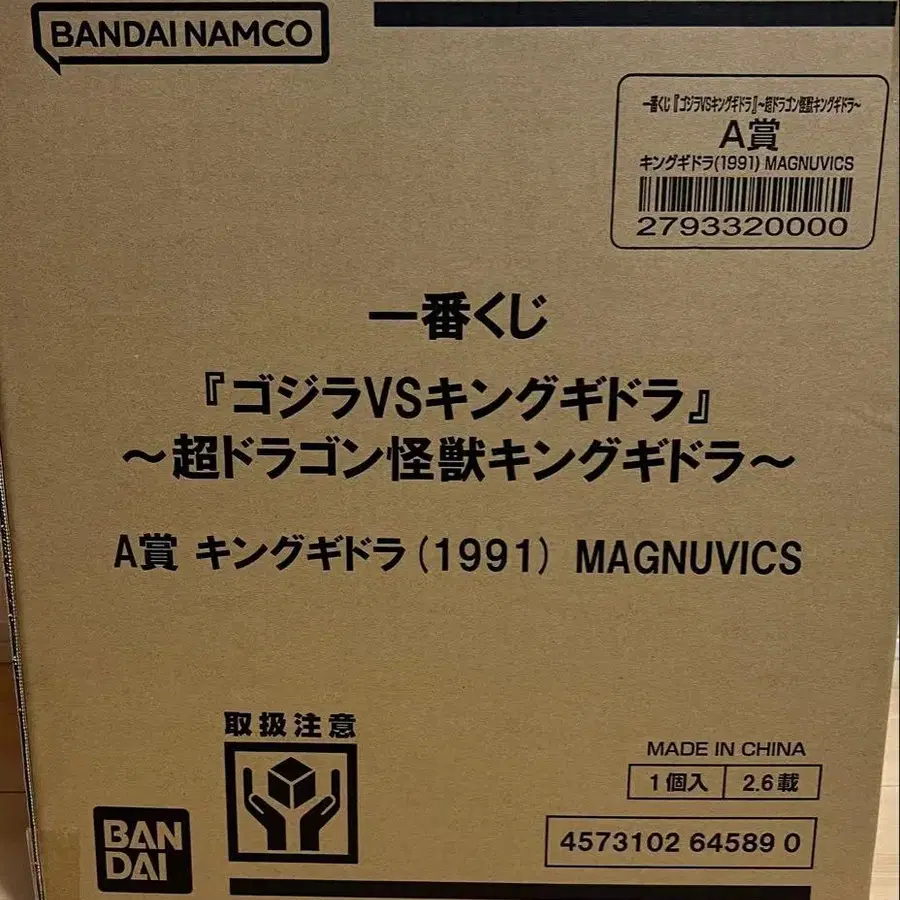 BANDAI NAMCO
一番くじ『ゴジラVSキングギドラ』~超ドラゴン怪獣キングギドラ~
A賞
キングギドラ(1991) MAGNUVICS
2793320000
一番くじ
『ゴジラVSキングギドラ』
~超ドラゴン怪獣キングギドラ~
A賞 キングギドラ(1991) MAGNUVICS
取扱注意
MADE IN CHINA
1個入 2.6載
4573102 64589 0
BAN
DAI